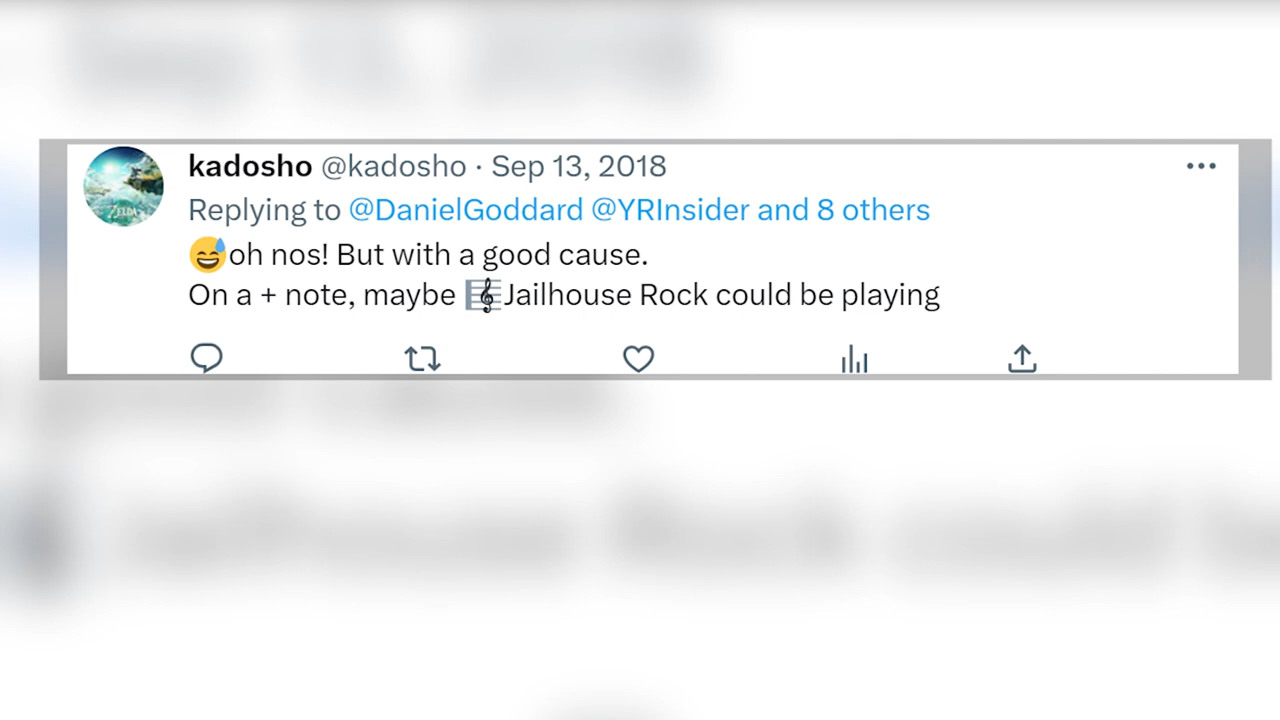 kadosho @kadosho · Sep 13, 2018
Replying to @DanielGoddard @YRInsider and 8 others
😅oh nos! But with a good cause.
On a + note, maybe 🎼Jailhouse Rock could be playing
ZELDA